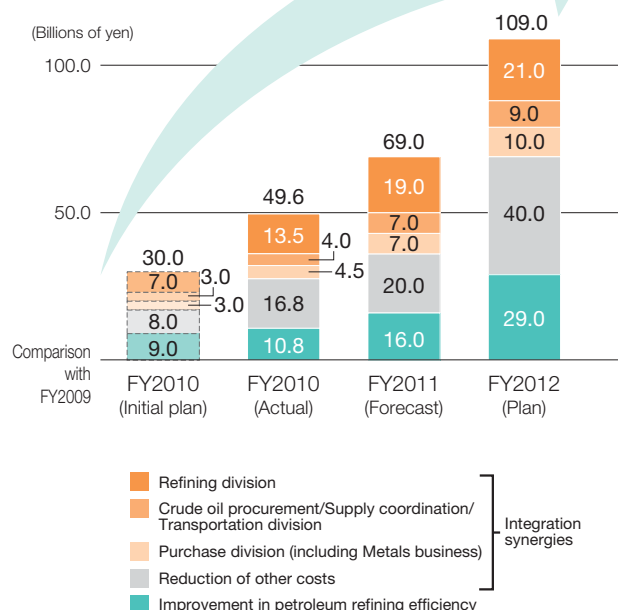 (Billions of yen)
109.0
100.0
21.0
9.0
10.0
69.0
19.0
40.0
49.6
50.0
13.5
4.0
7.0
7.0
4.5
30.0
7.0
3.0
3.0
16.8
20.0
8.0
29.0
9.0
10.8
16.0
Comparison
with
FY2009
FY2010
(Initial plan)
FY2010
(Actual)
FY2011
(Forecast)
FY2012
(Plan)
Refining division
Crude oil procurement/Supply coordination/
Transportation division
Purchase division (including Metals business)
Reduction of other costs
Integration
synergies
Improvement in petroleum refining efficiency